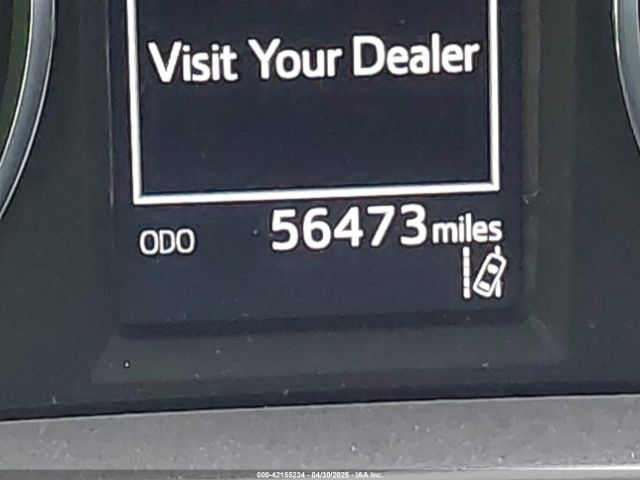 Visit Your Dealer
ODO 56473 miles
000-42155234 - 04/30/2025 - IAA Inc.